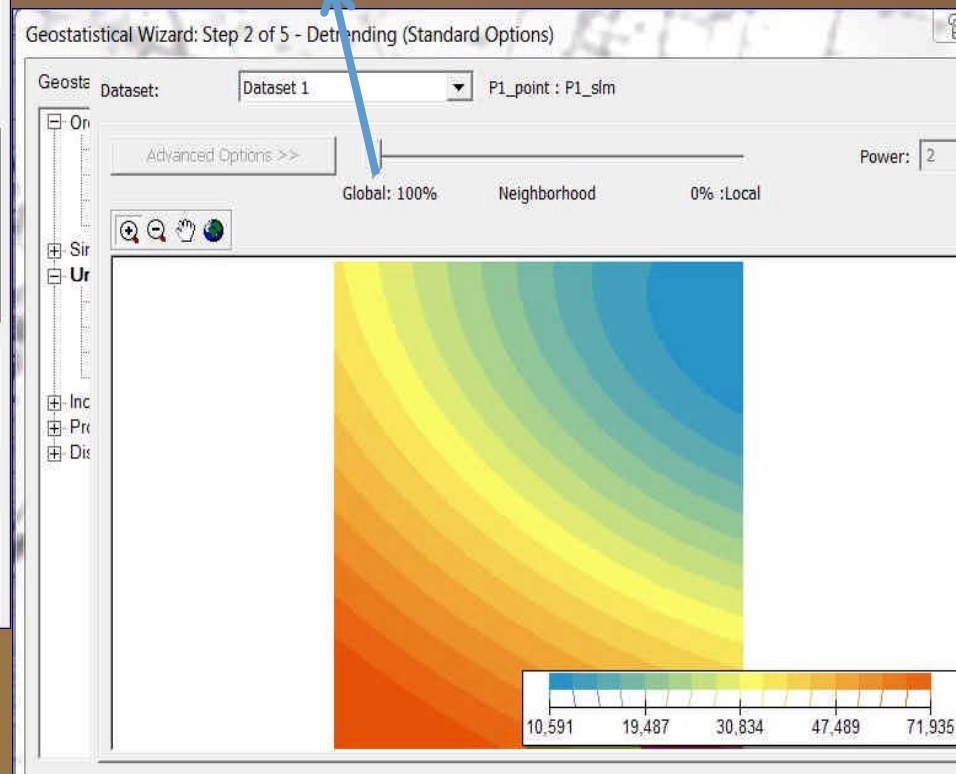 Geostatistical Wizard: Step 2 of 5 - Detrending (Standard Options)
Geosta
Dataset: Dataset 1 P1_point : P1_slm
Advanced Options >> Power: 2
Global: 100% Neighborhood 0% :Local
Ord
Sir
Ur
Inc
Pro
Dis
10,591 19,487 30,834 47,489 71,935